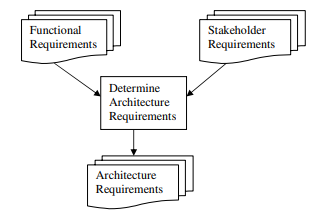 Functional
Requirements
Stakeholder
Requirements
Determine
Architecture
Requirements
Architecture
Requirements